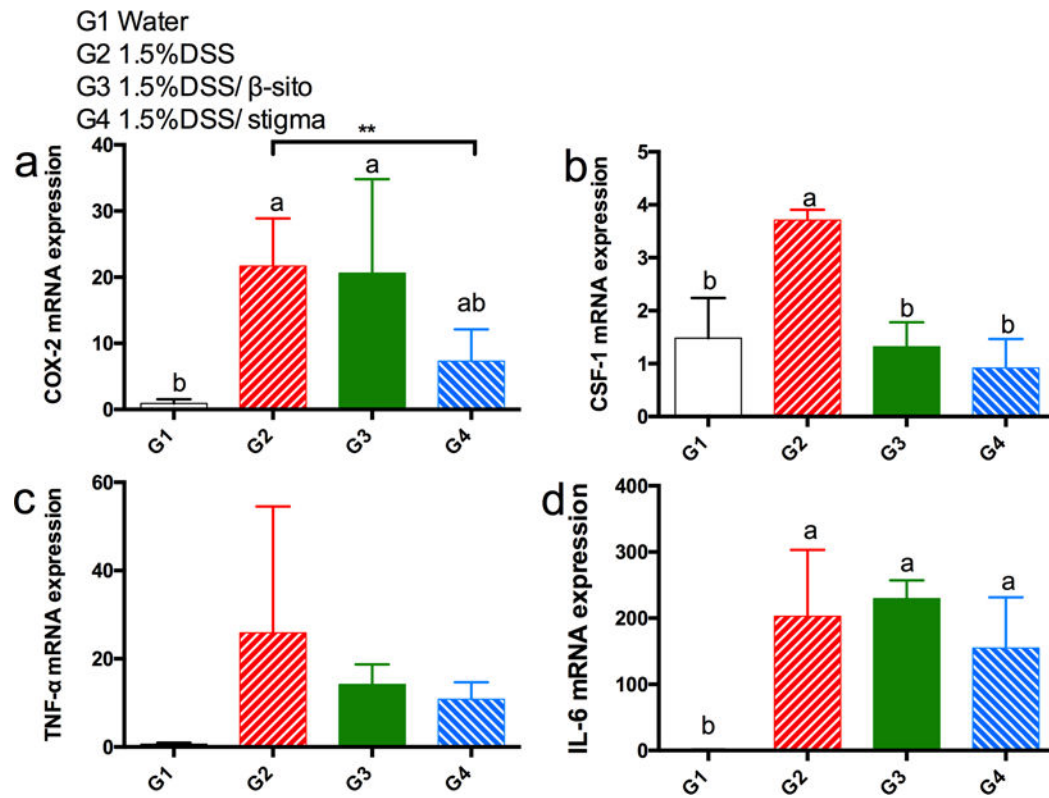 G1 Water
G2 1.5%DSS
G3 1.5%DSS/ β-sito
G4 1.5%DSS/ stigma
a
COX-2 mRNA expression
40
30
20
10
0
**
b
a
a
ab
G1
G2
G3
G4
b
CSF-1 mRNA expression
5
4
3
2
1
0
b
a
b
b
G1
G2
G3
G4
c
TNF-α mRNA expression
60
40
20
0
G1
G2
G3
G4
d
IL-6 mRNA expression
400
300
200
100
0
b
a
a
a
G1
G2
G3
G4